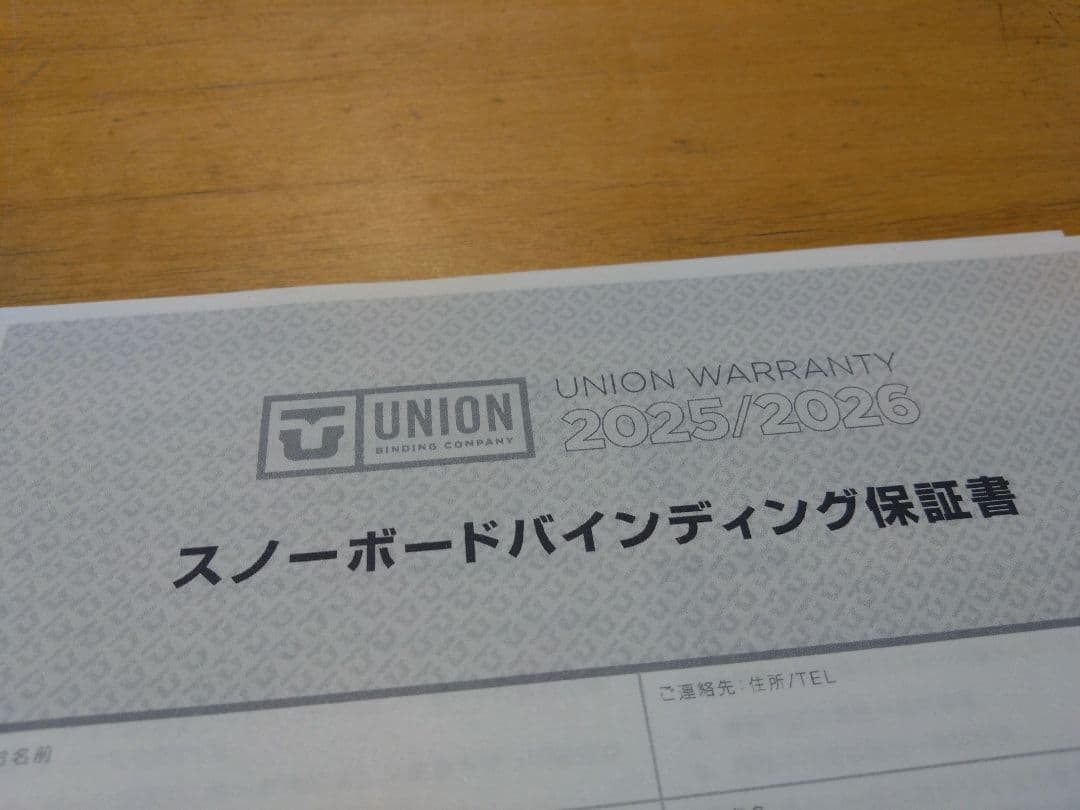 UNION
BINDING COMPANY
UNION WARRANTY
2025/2026
スノーボードバインディング保証書
ご連絡先:住所/TEL
名前